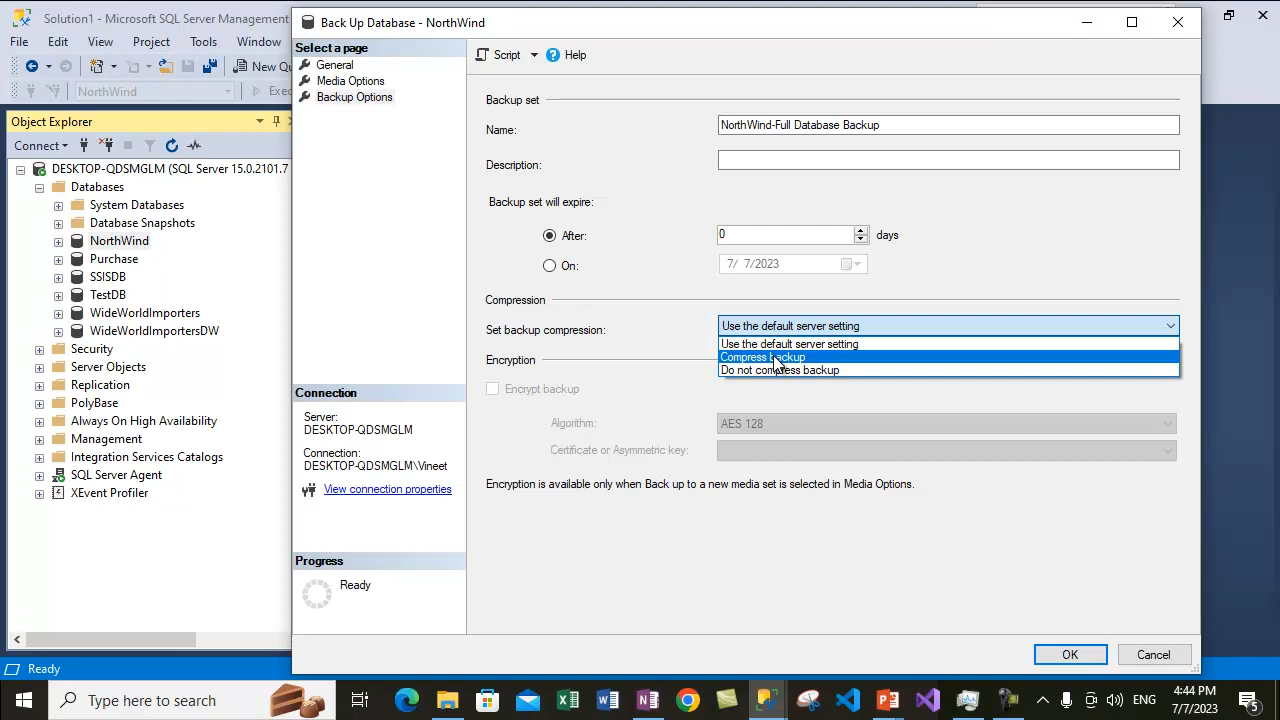 Solution1 - Microsoft SQL Server Management
File Edit View Project Tools Window
New Qu
NorthWind
Exec
Object Explorer
Connect
DESKTOP-QDSMGLM (SQL Server 15.0.2101.7
Databases
System Databases
Database Snapshots
NorthWind
Purchase
SSISDB
TestDB
WideWorldImporters
WideWorldImportersDW
Security
Server Objects
Replication
PolyBase
Always On High Availability
Management
Integration Services Catalogs
SQL Server Agent
XEvent Profiler
Ready
Back Up Database - NorthWind
Select a page
General
Media Options
Backup Options
Connection
Server:
DESKTOP-QDSMGLM
Connection:
DESKTOP-QDSMGLM\Vineet
View connection properties
Progress
Ready
Script Help
Backup set
Name: NorthWind-Full Database Backup
Description:
Backup set will expire:
After: 0 days
On: 7/ 7/2023
Compression
Set backup compression: Use the default server setting
Use the default server setting
Compress backup
Do not compress backup
Encryption
Encrypt backup
Algorithm: AES 128
Certificate or Asymmetric key:
Encryption is available only when Back up to a new media set is selected in Media Options.
OK Cancel
Type here to search
ENG
4:44 PM
7/7/2023
5